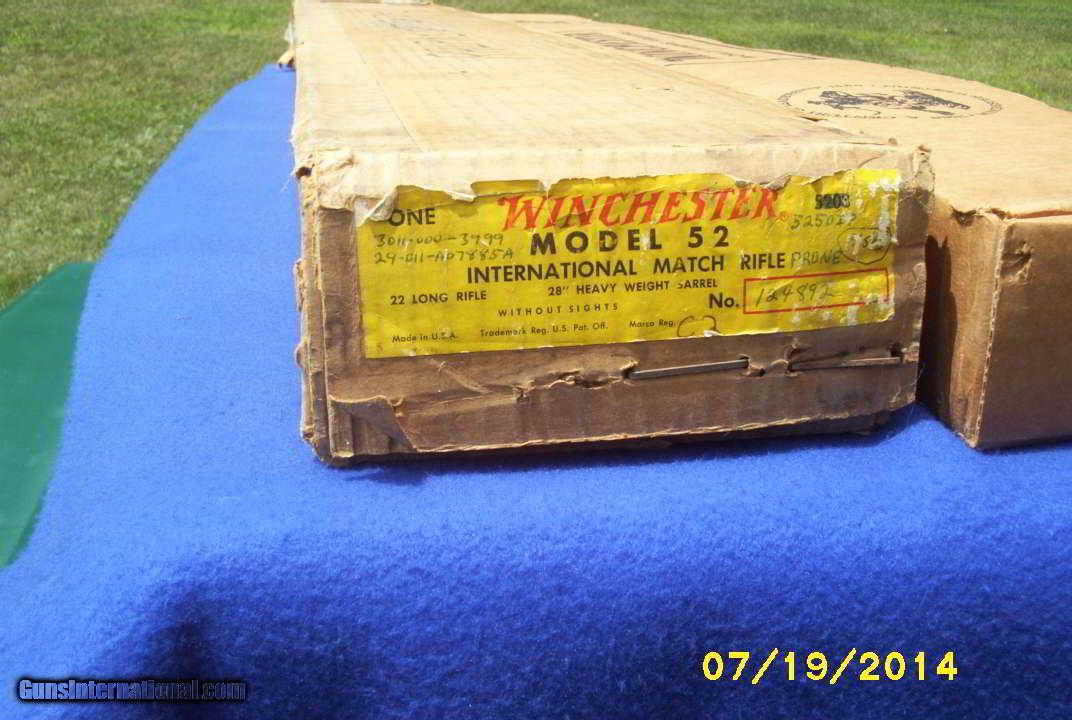 ONE WINCHESTER ® 5203
3011-000-3799 MODEL 52
29-011-AD7885A
INTERNATIONAL MATCH RIFLE PRONE
22 LONG RIFLE 28" HEAVY WEIGHT BARREL
No. 124892
WITHOUT SIGHTS
Made in U.S.A. Trademark Reg. U.S. Pat. Off. Marca Reg.
07/19/2014
GunsInternational.com